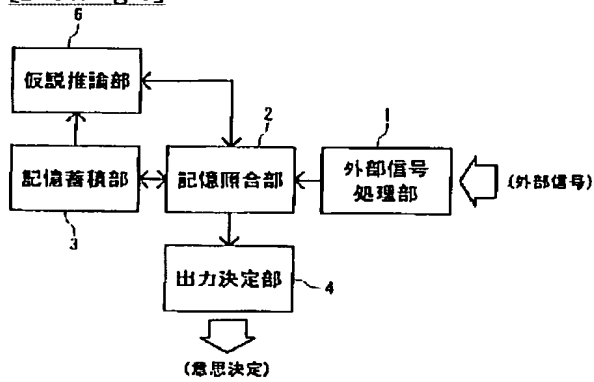 6
仮説推論部
2
1
記憶蓄積部
記憶照合部
外部信号
処理部
(外部信号)
3
出力決定部
4
(意思決定)